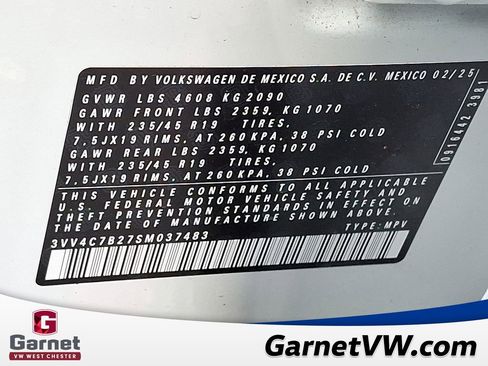 MFD BY VOLKSWAGEN DE MEXICO S.A. DE C.V. MEXICO 02/25
GVWR LBS 4608 KG2090
GAWR FRONT LBS 2359, KG1070
WITH 235/45 R19 TIRES.
7,5JX19 RIMS, AT260KPA, 38 PSI COLD
GAWR REAR LBS 2359, KG1070
WITH 235/45 R19 TIRES.
7,5JX19 RIMS, AT 260KPA, 38 PSI COLD
THIS VEHICLE CONFORMS TO ALL APPLICABLE
U.S. FEDERAL MOTOR VEHICLE SAFETY AND
THEFT PREVENTION STANDARDS IN EFFECT ON
THE DATE OF MANUFACTURE SHOWN ABOVE.
3VV4C7B27SM037483 TYPE: MPV
0916442 3981
G
Garnet
VW WEST CHESTER
GarnetVW.com